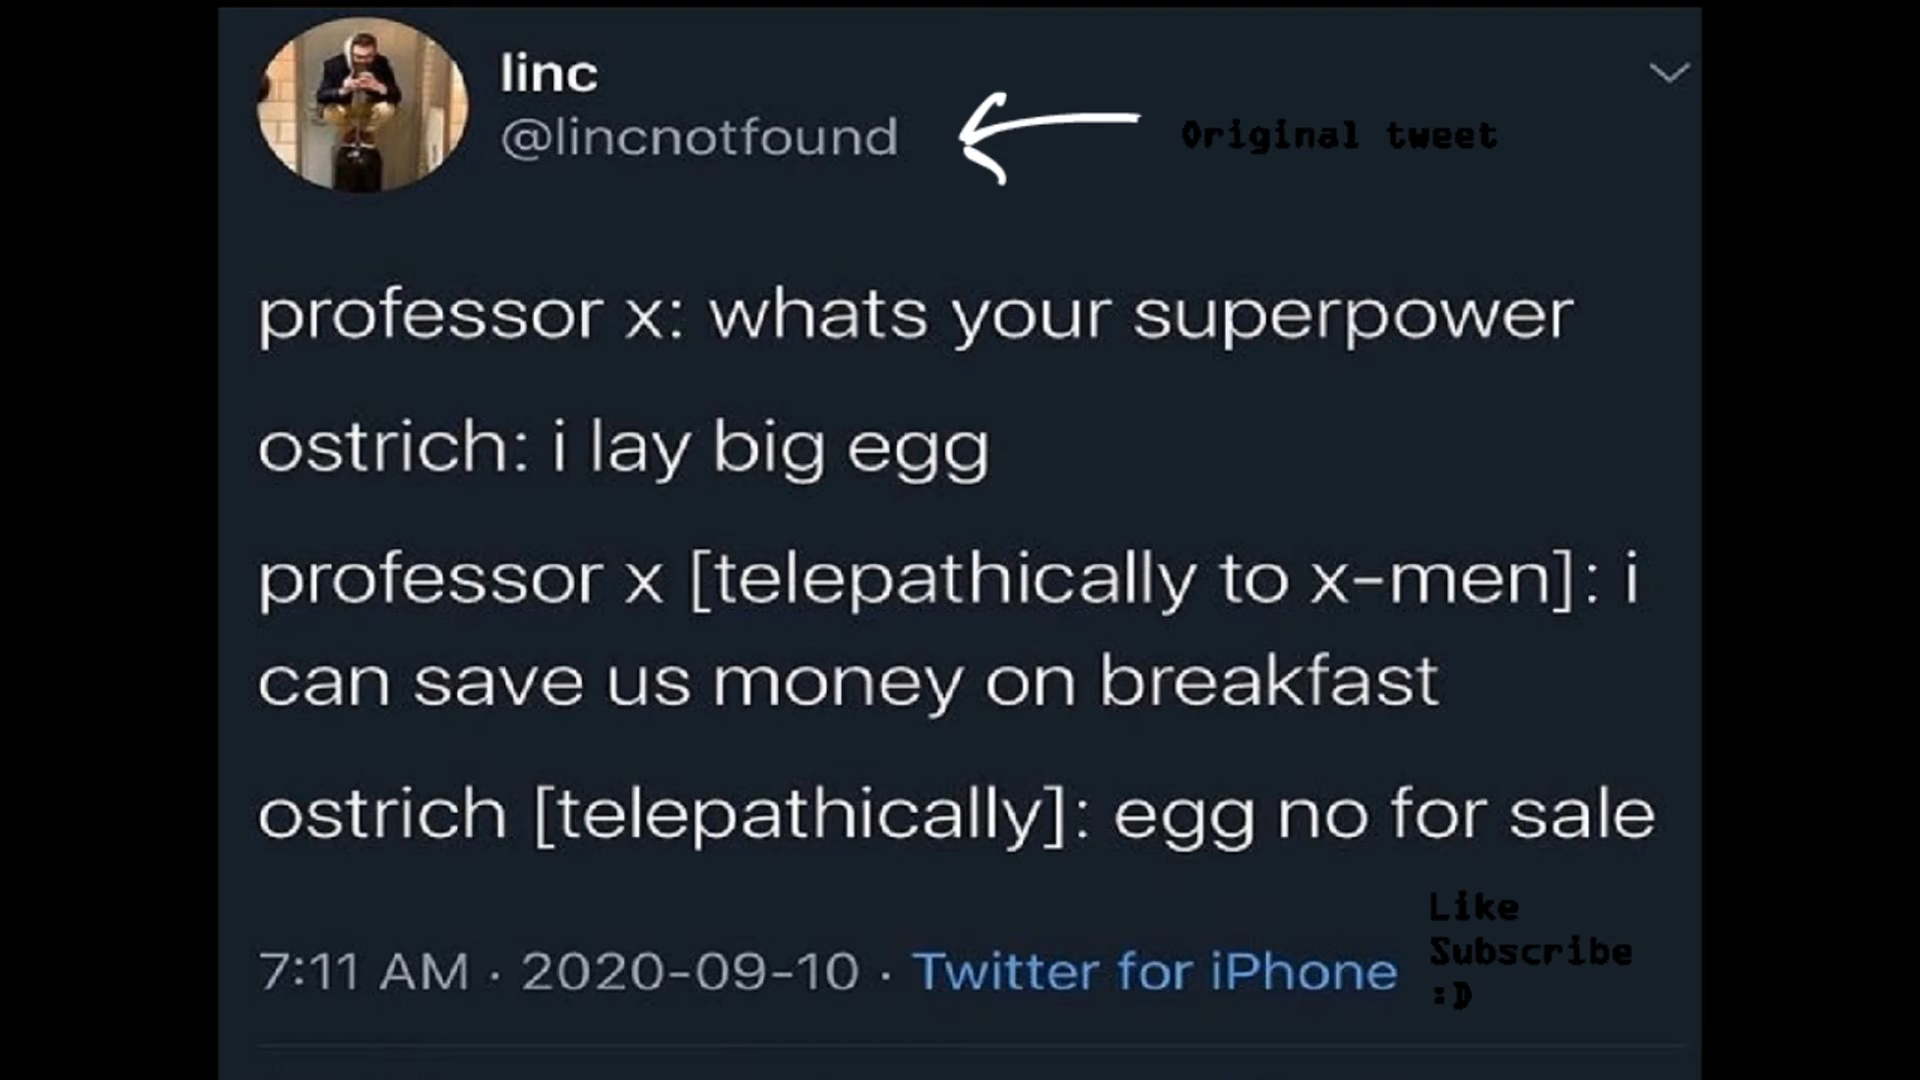 linc
@lincnotfound
Original tweet
professor x: whats your superpower
ostrich: i lay big egg
professor x [telepathically to x-men]: i
can save us money on breakfast
ostrich [telepathically]: egg no for sale
7:11 AM · 2020-09-10 · Twitter for iPhone
Like
Subscribe
:D